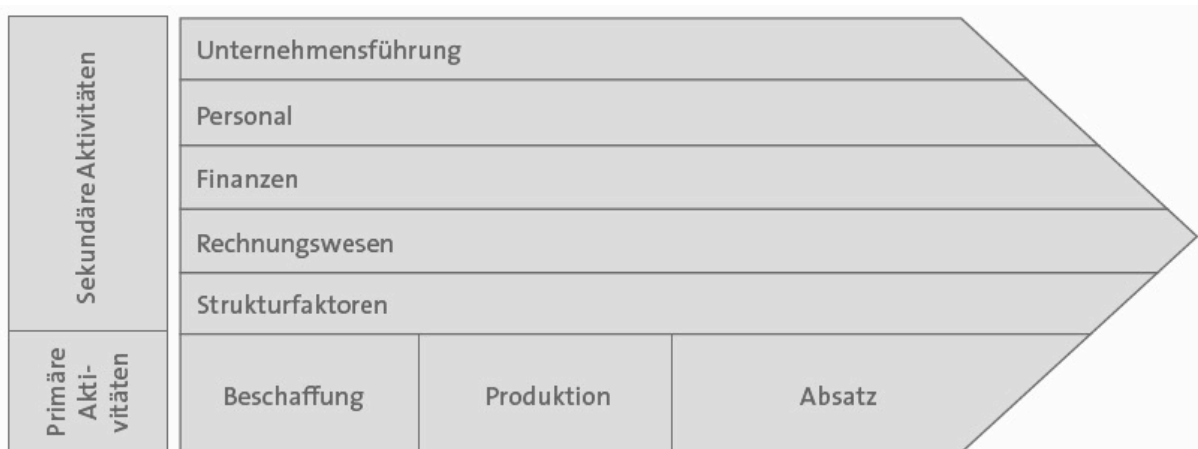 Sekundäre Aktivitäten
Unternehmensführung
Personal
Finanzen
Rechnungswesen
Strukturfaktoren
Primäre
Akti-
vitäten
Beschaffung
Produktion
Absatz